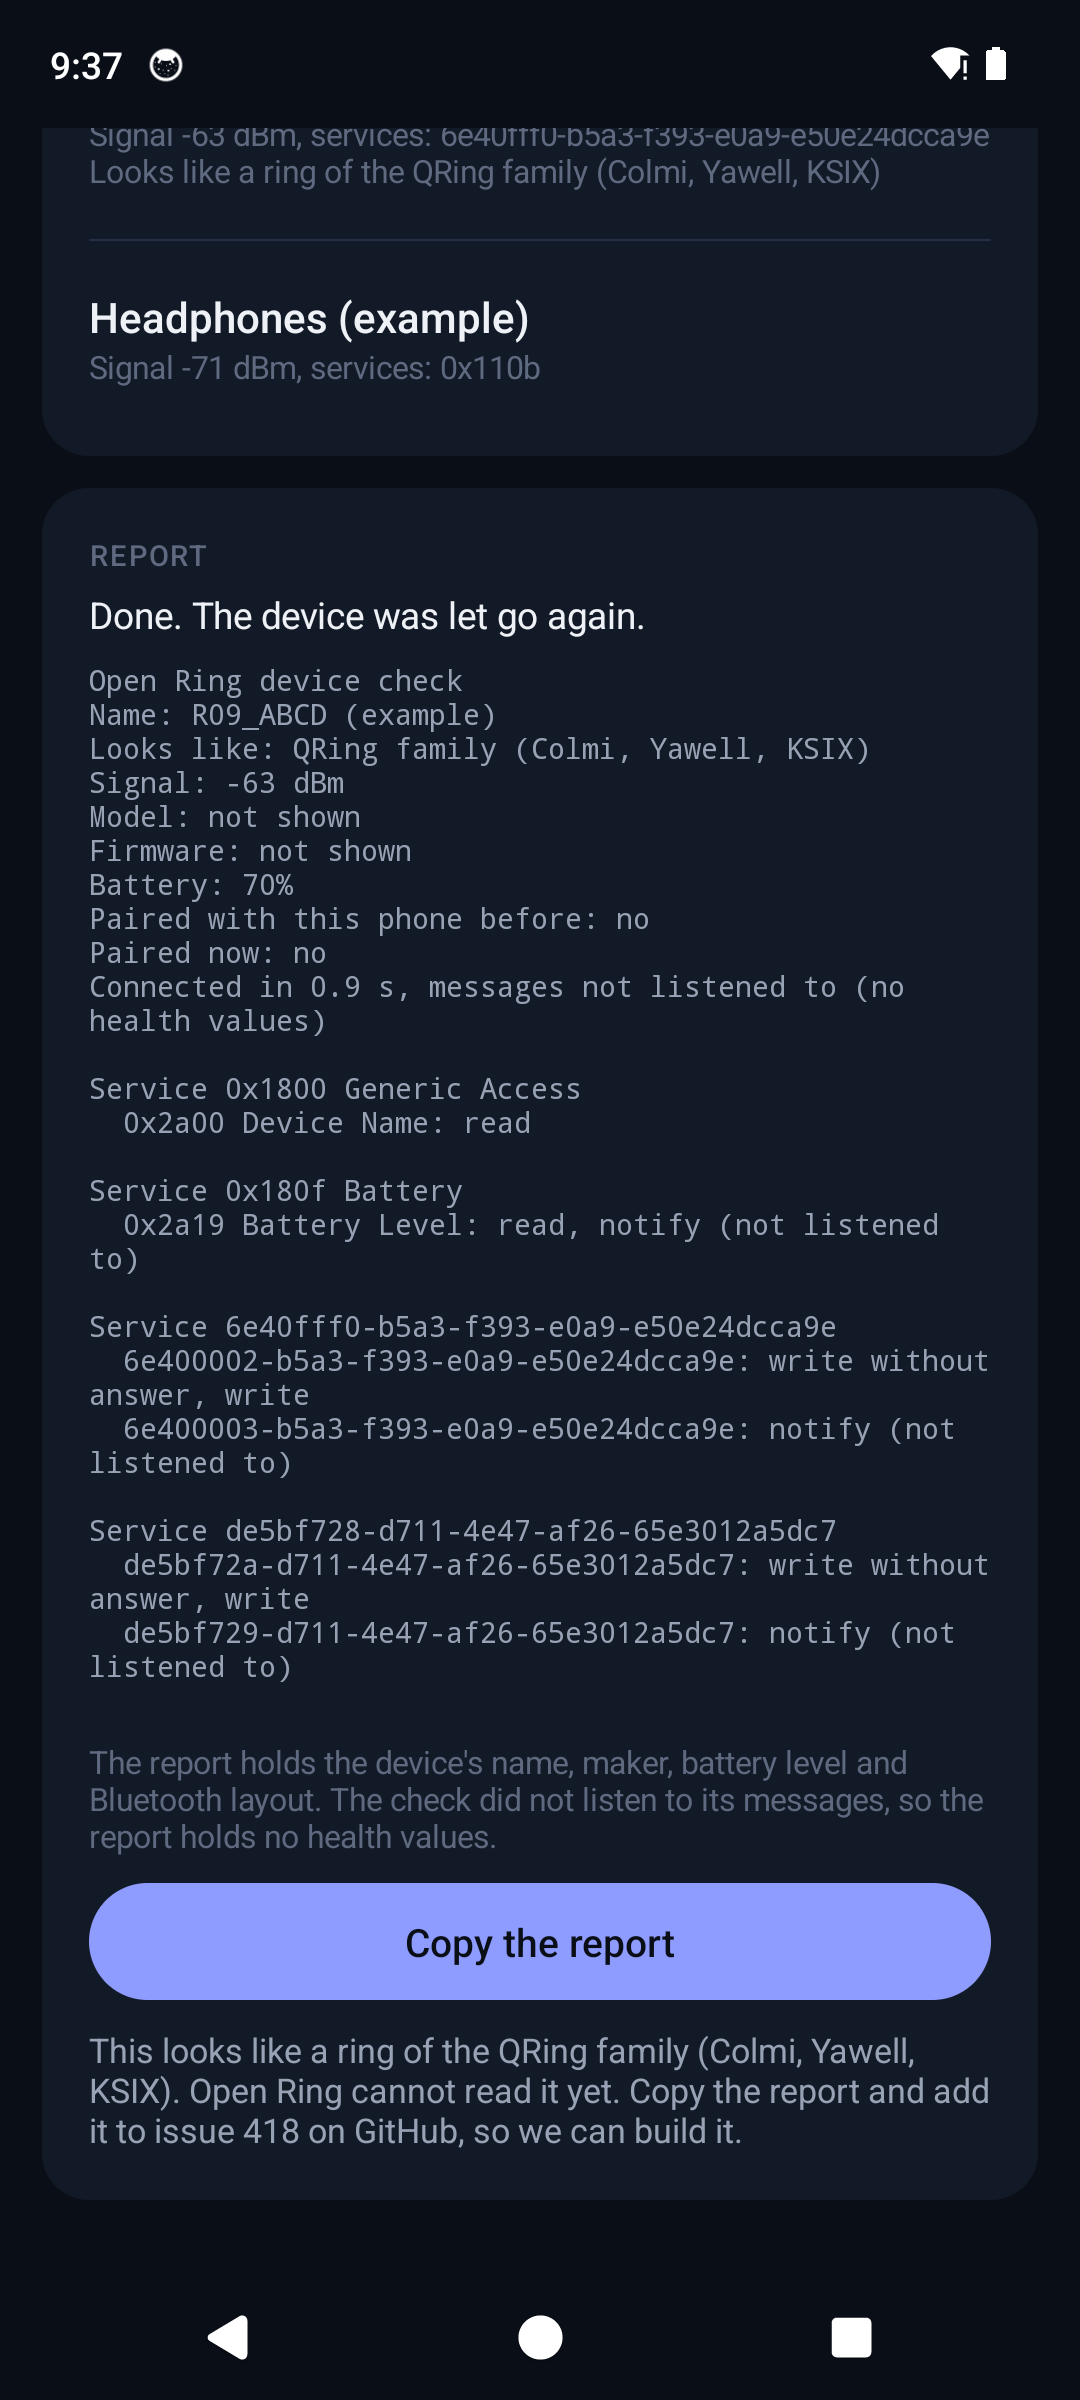 9:37
Signal -63 dBm, services: 6e40fff0-b5a3-f393-e0a9-e50e24dcca9e
Looks like a ring of the QRing family (Colmi, Yawell, KSIX)
Headphones (example)
Signal -71 dBm, services: 0x110b
REPORT
Done. The device was let go again.
Open Ring device check
Name: R09_ABCD (example)
Looks like: QRing family (Colmi, Yawell, KSIX)
Signal: -63 dBm
Model: not shown
Firmware: not shown
Battery: 70%
Paired with this phone before: no
Paired now: no
Connected in 0.9 s, messages not listened to (no
health values)
Service 0x1800 Generic Access
0x2a00 Device Name: read
Service 0x180f Battery
0x2a19 Battery Level: read, notify (not listened
to)
Service 6e40fff0-b5a3-f393-e0a9-e50e24dcca9e
6e400002-b5a3-f393-e0a9-e50e24dcca9e: write without
answer, write
6e400003-b5a3-f393-e0a9-e50e24dcca9e: notify (not
listened to)
Service de5bf728-d711-4e47-af26-65e3012a5dc7
de5bf72a-d711-4e47-af26-65e3012a5dc7: write without
answer, write
de5bf729-d711-4e47-af26-65e3012a5dc7: notify (not
listened to)
The report holds the device's name, maker, battery level and
Bluetooth layout. The check did not listen to its messages, so the
report holds no health values.
Copy the report
This looks like a ring of the QRing family (Colmi, Yawell,
KSIX). Open Ring cannot read it yet. Copy the report and add
it to issue 418 on GitHub, so we can build it.